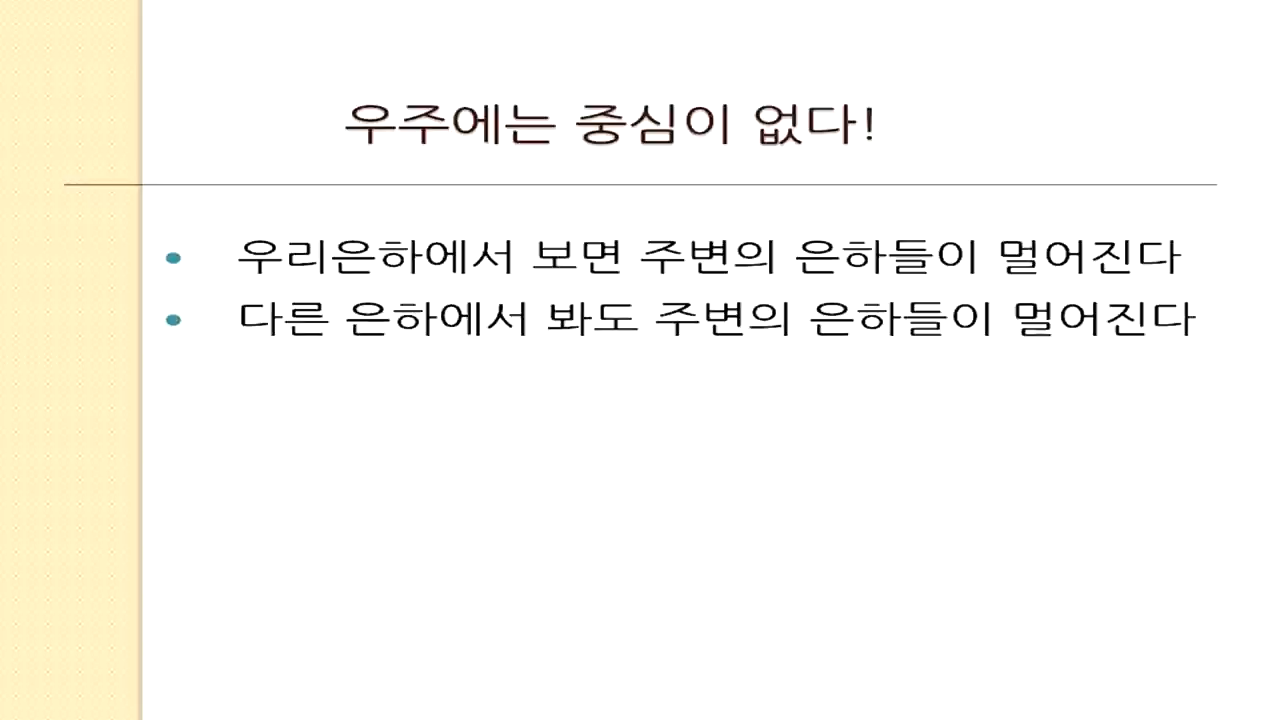 우주에는 중심이 없다!
우리은하에서 보면 주변의 은하들이 멀어진다
다른 은하에서 봐도 주변의 은하들이 멀어진다